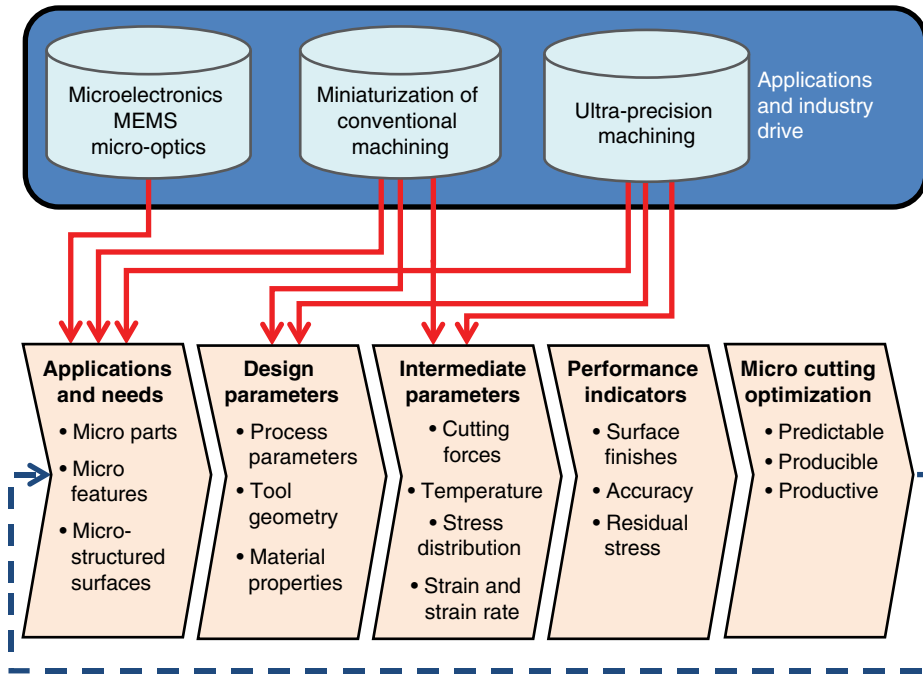 Microelectronics
MEMS
micro-optics
Miniaturization of
conventional
machining
Ultra-precision
machining
Applications
and industry
drive
Applications
and needs
• Micro parts
• Micro
features
• Micro-
structured
surfaces
Design
parameters
• Process
parameters
• Tool
geometry
• Material
properties
Intermediate
parameters
• Cutting
forces
• Temperature
• Stress
distribution
• Strain and
strain rate
Performance
indicators
• Surface
finishes
• Accuracy
• Residual
stress
Micro cutting
optimization
• Predictable
• Producible
• Productive